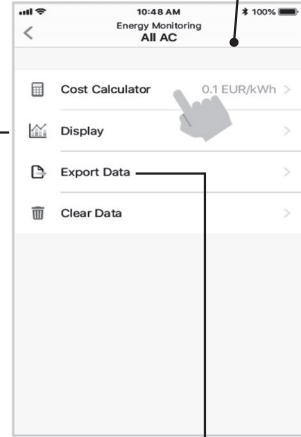 10:48 AM
100%
Energy Monitoring
All AC
Cost Calculator 0.1 EUR/kWh
Display
Export Data
Clear Data